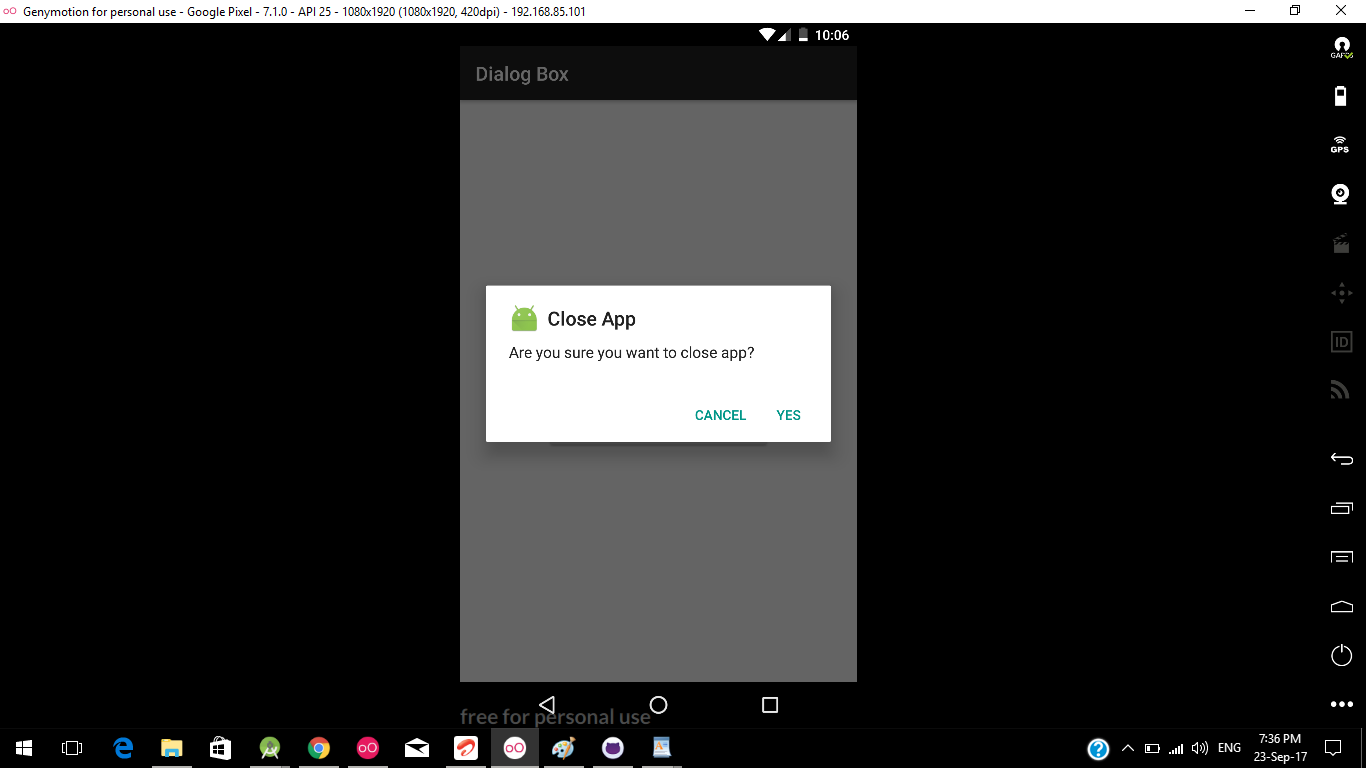 Genymotion for personal use - Google Pixel - 7.1.0 - API 25 - 1080x1920 (1080x1920, 420dpi) - 192.168.85.101
10:06
GAPPS
Dialog Box
GPS
Close App
Are you sure you want to close app?
ID
CANCEL YES
free for personal use
ENG
7:36 PM
23-Sep-17